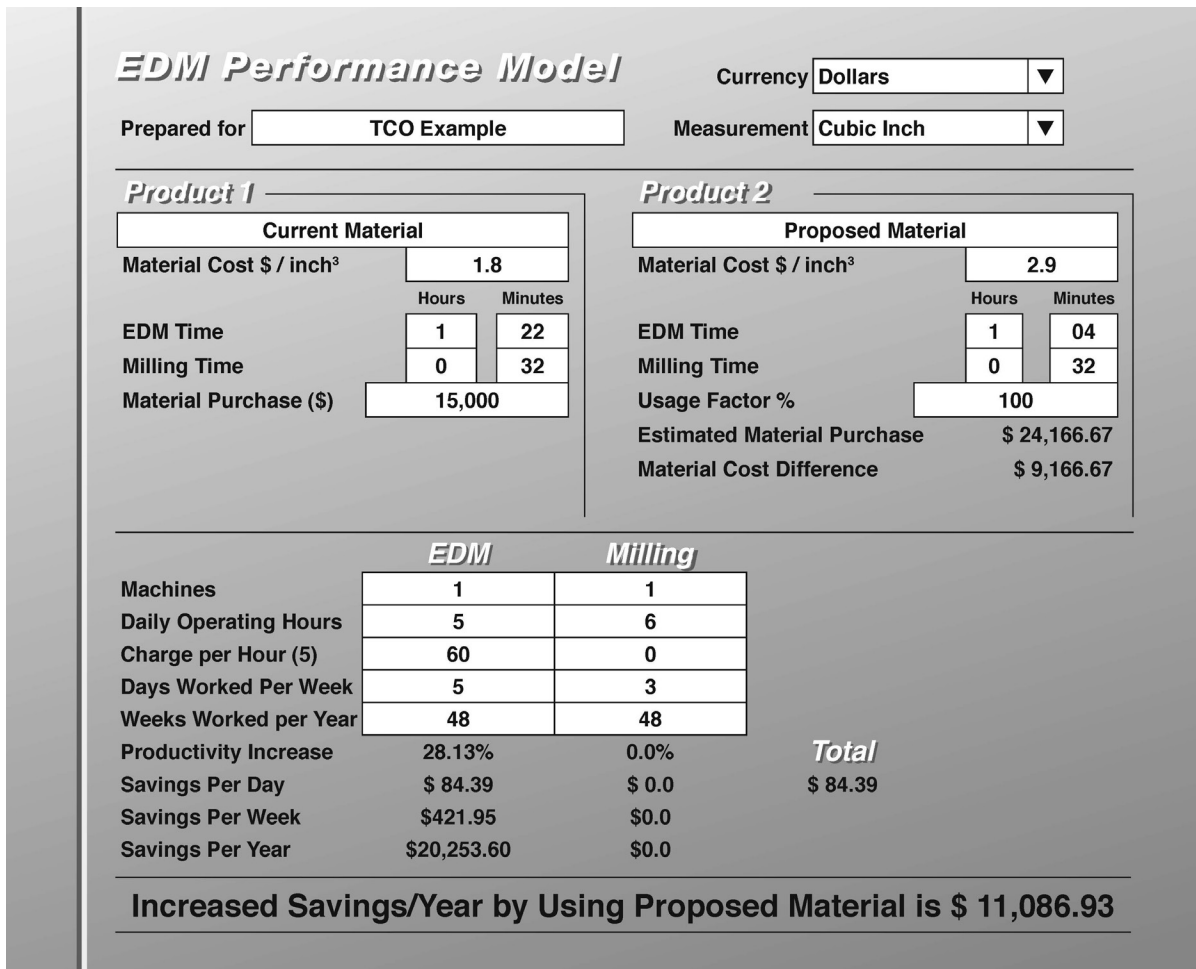 EDM Performance Model
Currency Dollars
Prepared for TCO Example
Measurement Cubic Inch
Product 1
Current Material
Material Cost $ / inch³ 1.8
Hours Minutes
EDM Time 1 22
Milling Time 0 32
Material Purchase ($) 15,000
Product 2
Proposed Material
Material Cost $ / inch³ 2.9
Hours Minutes
EDM Time 1 04
Milling Time 0 32
Usage Factor % 100
Estimated Material Purchase $ 24,166.67
Material Cost Difference $ 9,166.67
EDM Milling
Machines 1 1
Daily Operating Hours 5 6
Charge per Hour (5) 60 0
Days Worked Per Week 5 3
Weeks Worked per Year 48 48
Productivity Increase 28.13% 0.0% Total
Savings Per Day $ 84.39 $ 0.0 $ 84.39
Savings Per Week $421.95 $0.0
Savings Per Year $20,253.60 $0.0
Increased Savings/Year by Using Proposed Material is $ 11,086.93